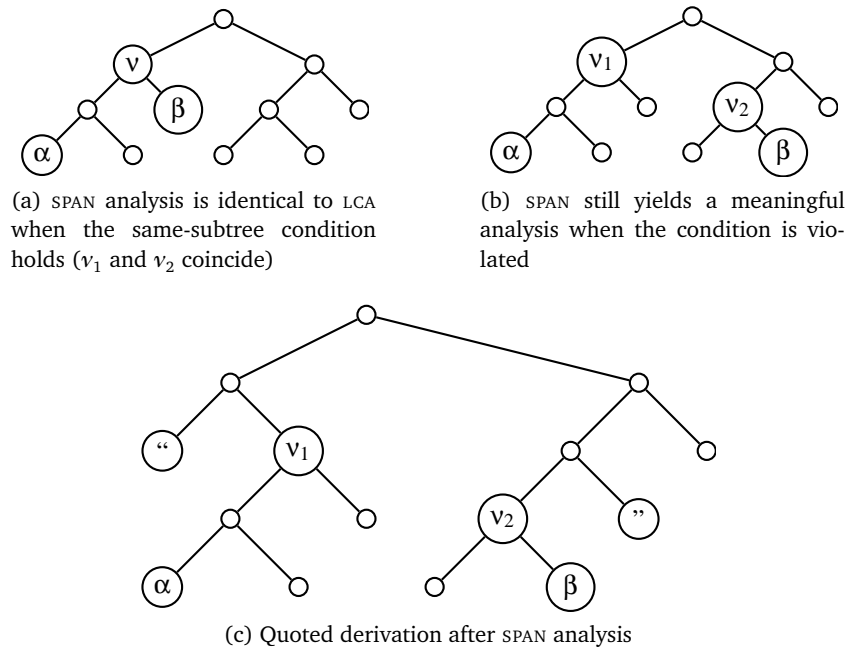 ν
β
α
(a) SPAN analysis is identical to LCA
when the same-subtree condition
holds (ν₁ and ν₂ coincide)
ν₁
ν₂
α
β
(b) SPAN still yields a meaningful
analysis when the condition is vio-
lated
“
ν₁
ν₂
”
α
β
(c) Quoted derivation after SPAN analysis